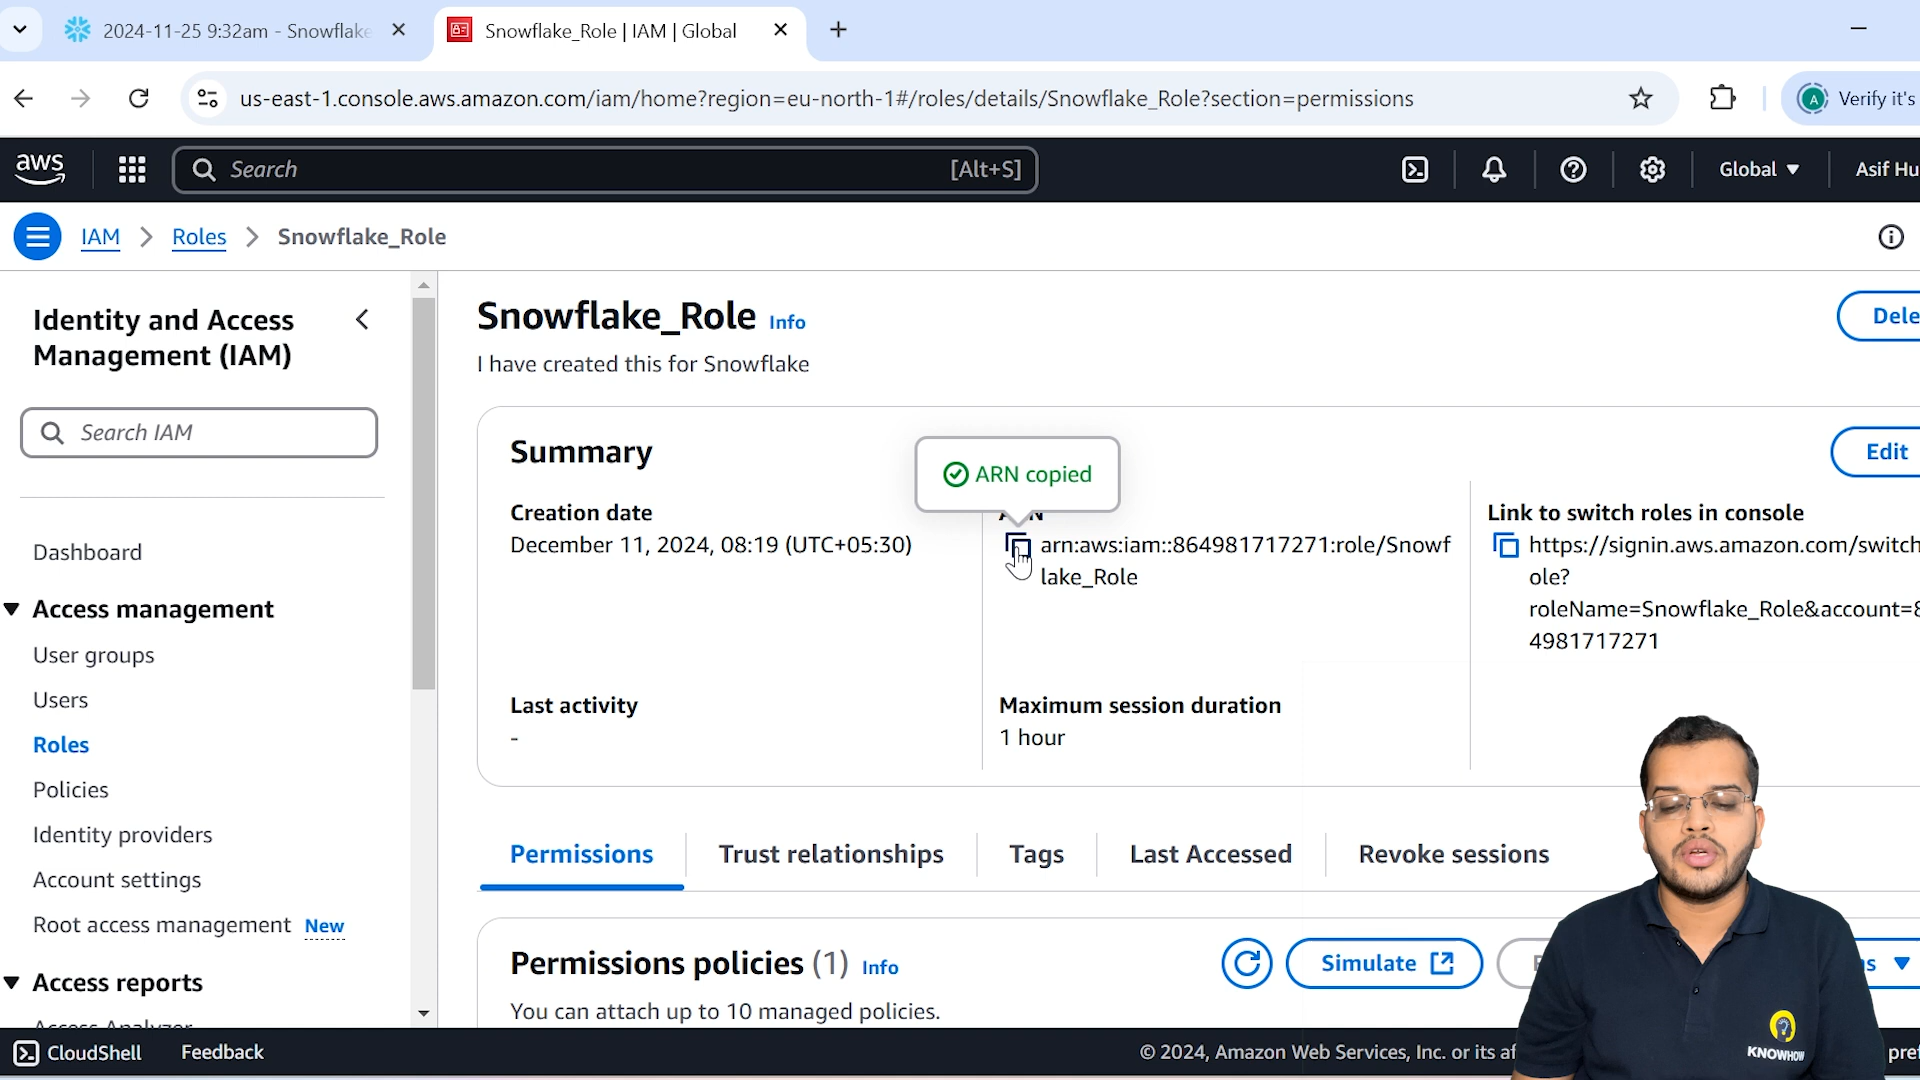 2024-11-25 9:32am - Snowflake
Snowflake_Role | IAM | Global
us-east-1.console.aws.amazon.com/iam/home?region=eu-north-1#/roles/details/Snowflake_Role?section=permissions
Verify it's
aws
Search
[Alt+S]
Global
Asif Hu
IAM
Roles
Snowflake_Role
Identity and Access
Management (IAM)
Search IAM
Dashboard
Access management
User groups
Users
Roles
Policies
Identity providers
Account settings
Root access management New
Access reports
Access Analyzer
Snowflake_Role Info
I have created this for Snowflake
Dele
Summary
Edit
ARN copied
Creation date
December 11, 2024, 08:19 (UTC+05:30)
arn:aws:iam::864981717271:role/Snowf
lake_Role
Link to switch roles in console
https://signin.aws.amazon.com/switch
ole?
roleName=Snowflake_Role&account=8
4981717271
Last activity
-
Maximum session duration
1 hour
Permissions
Trust relationships
Tags
Last Accessed
Revoke sessions
Permissions policies (1) Info
Simulate
You can attach up to 10 managed policies.
KNOWHOW
CloudShell
Feedback
© 2024, Amazon Web Services, Inc. or its af
pref